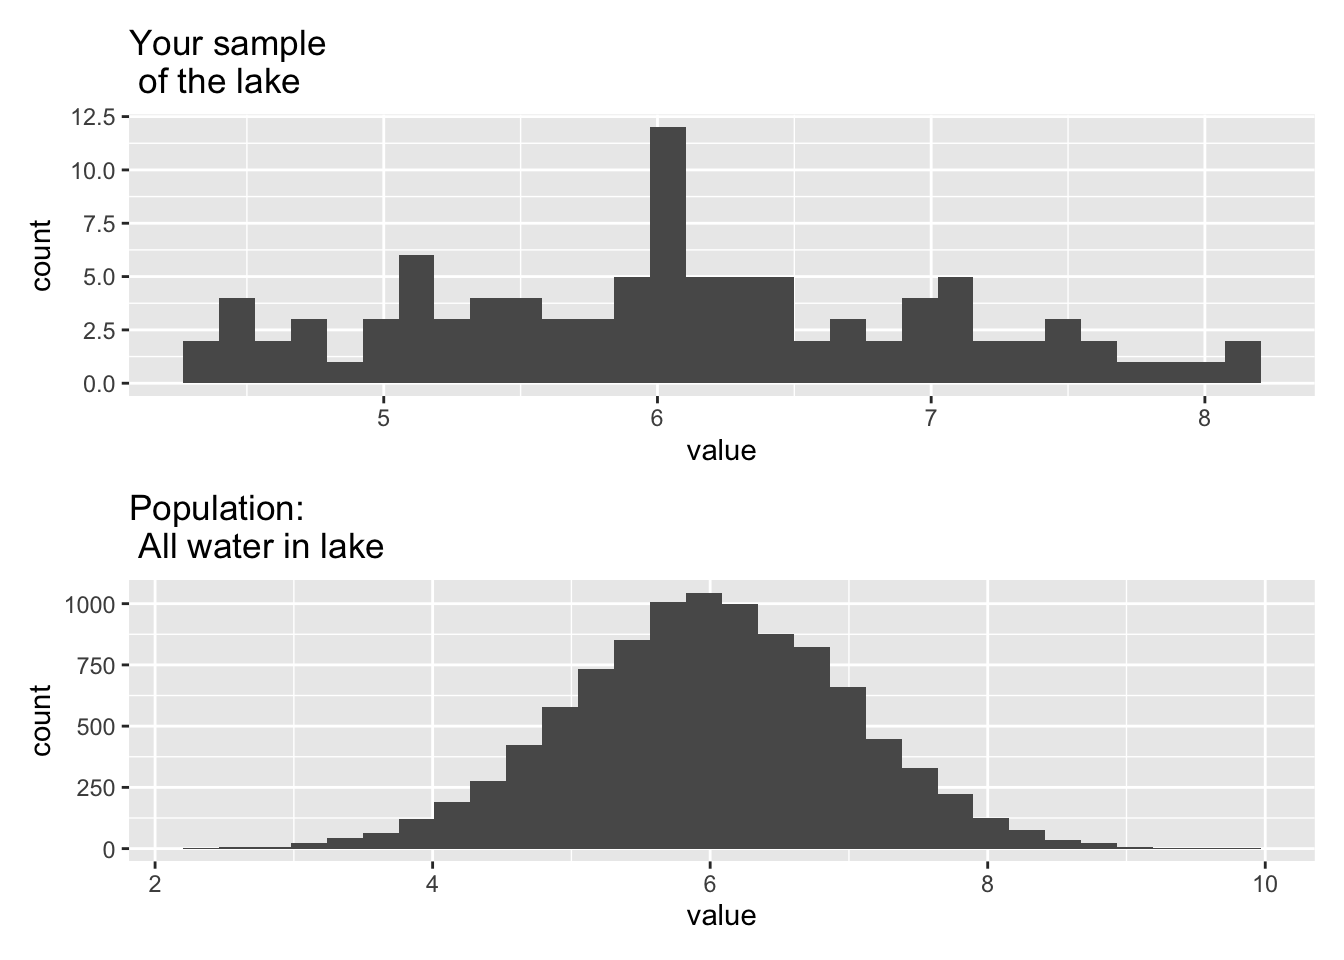 Your sample
of the lake
12.5
10.0
7.5
5.0
2.5
0.0
count
5 6 7 8
value
Population:
All water in lake
1000
750
500
250
0
count
2 4 6 8 10
value